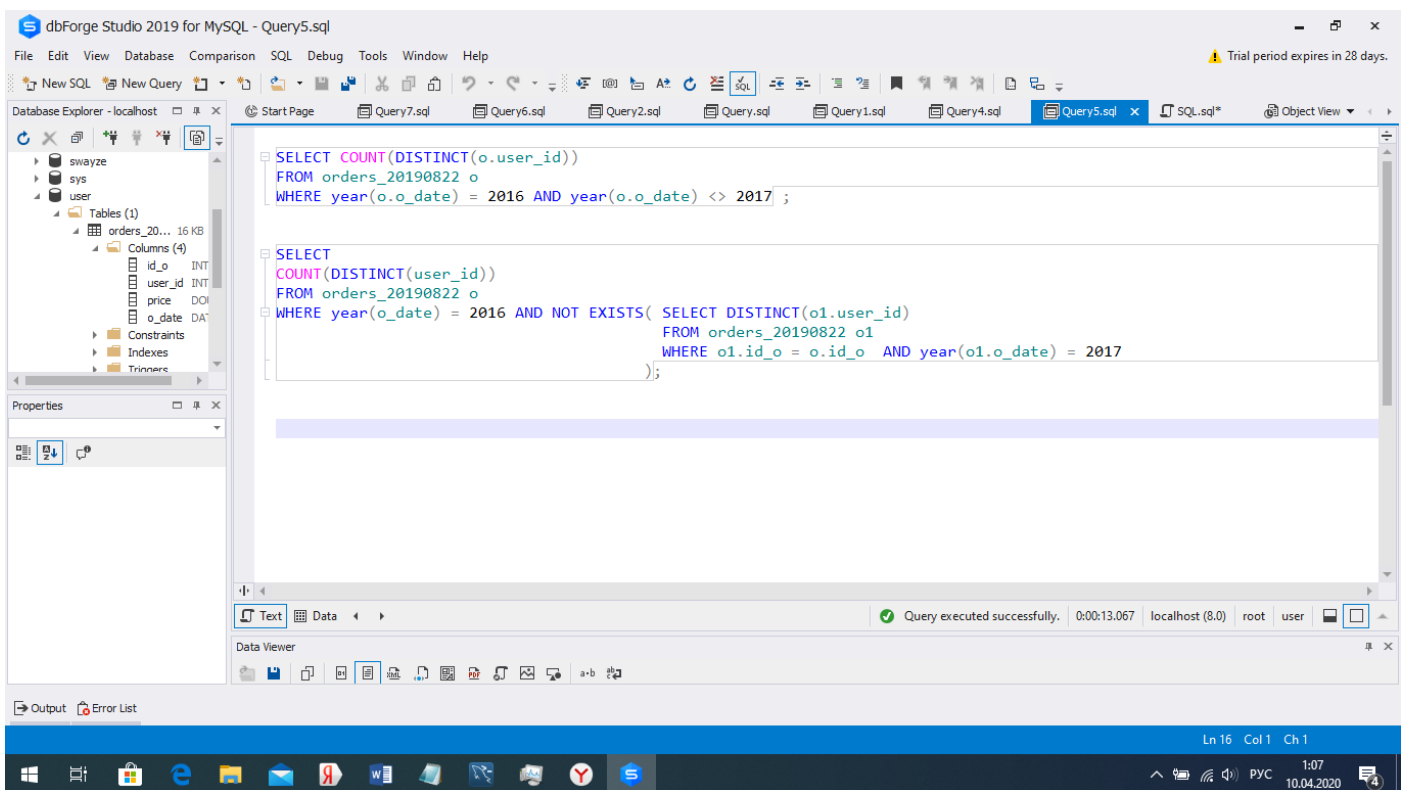 dbForge Studio 2019 for MySQL - Query5.sql
File Edit View Database Comparison SQL Debug Tools Window Help
Trial period expires in 28 days.
New SQL New Query
Database Explorer - localhost
Start Page Query7.sql Query6.sql Query2.sql Query.sql Query1.sql Query4.sql Query5.sql SQL.sql* Object View
swayze
sys
user
Tables (1)
orders_20... 16 KB
Columns (4)
id_o INT
user_id INT
price DO
o_date DA
Constraints
Indexes
Triggers
SELECT COUNT(DISTINCT(o.user_id))
FROM orders_20190822 o
WHERE year(o.o_date) = 2016 AND year(o.o_date) <> 2017 ;
SELECT
COUNT(DISTINCT(user_id))
FROM orders_20190822 o
WHERE year(o_date) = 2016 AND NOT EXISTS( SELECT DISTINCT(o1.user_id)
FROM orders_20190822 o1
WHERE o1.id_o = o.id_o AND year(o1.o_date) = 2017
);
Properties
Text Data
Query executed successfully. 0:00:13.067 localhost (8.0) root user
Data Viewer
Output Error List
Ln 16 Col 1 Ch 1
РУС
1:07
10.04.2020